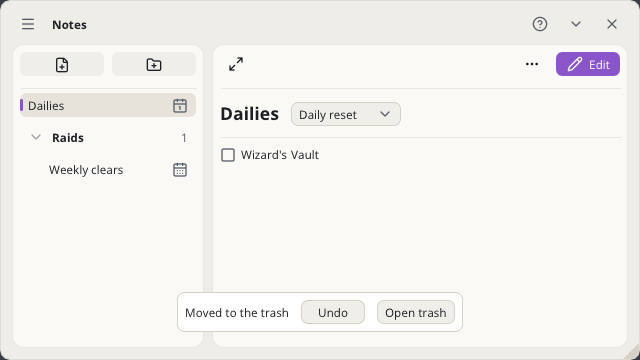 Notes
Dailies
Raids 1
Weekly clears
Edit
Dailies Daily reset
Wizard's Vault
Moved to the trash Undo Open trash